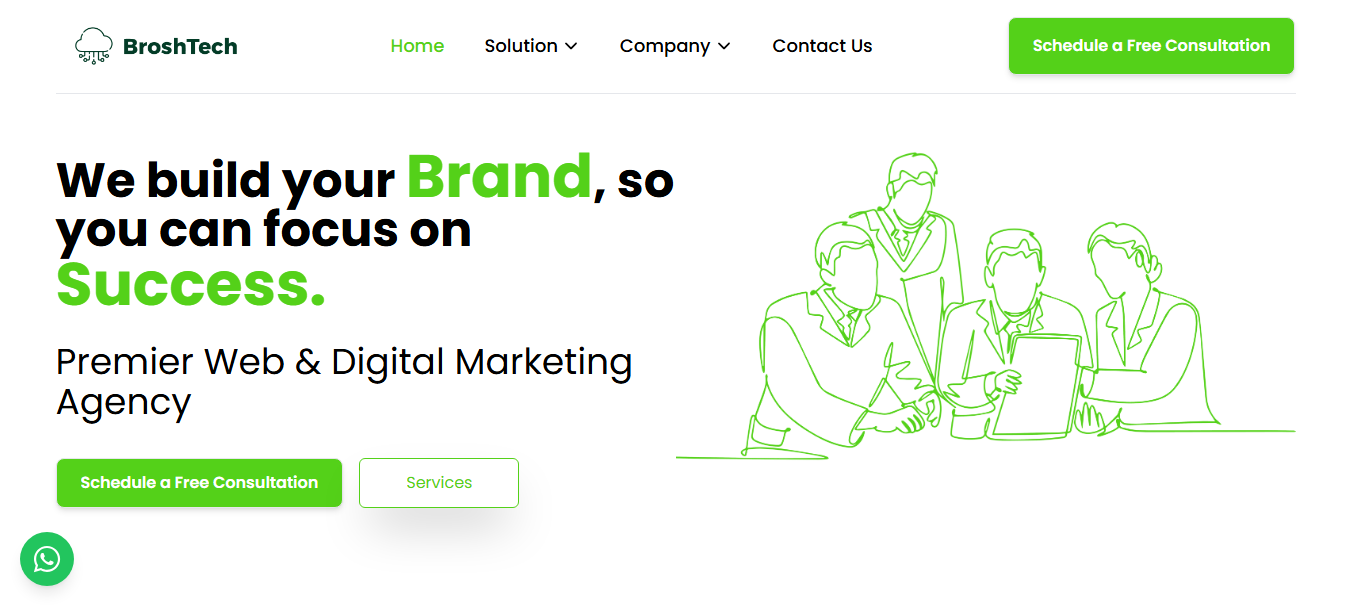 BroshTech
Home
Solution
Company
Contact Us
Schedule a Free Consultation
We build your Brand, so
you can focus on
Success.
Premier Web & Digital Marketing
Agency
Schedule a Free Consultation
Services